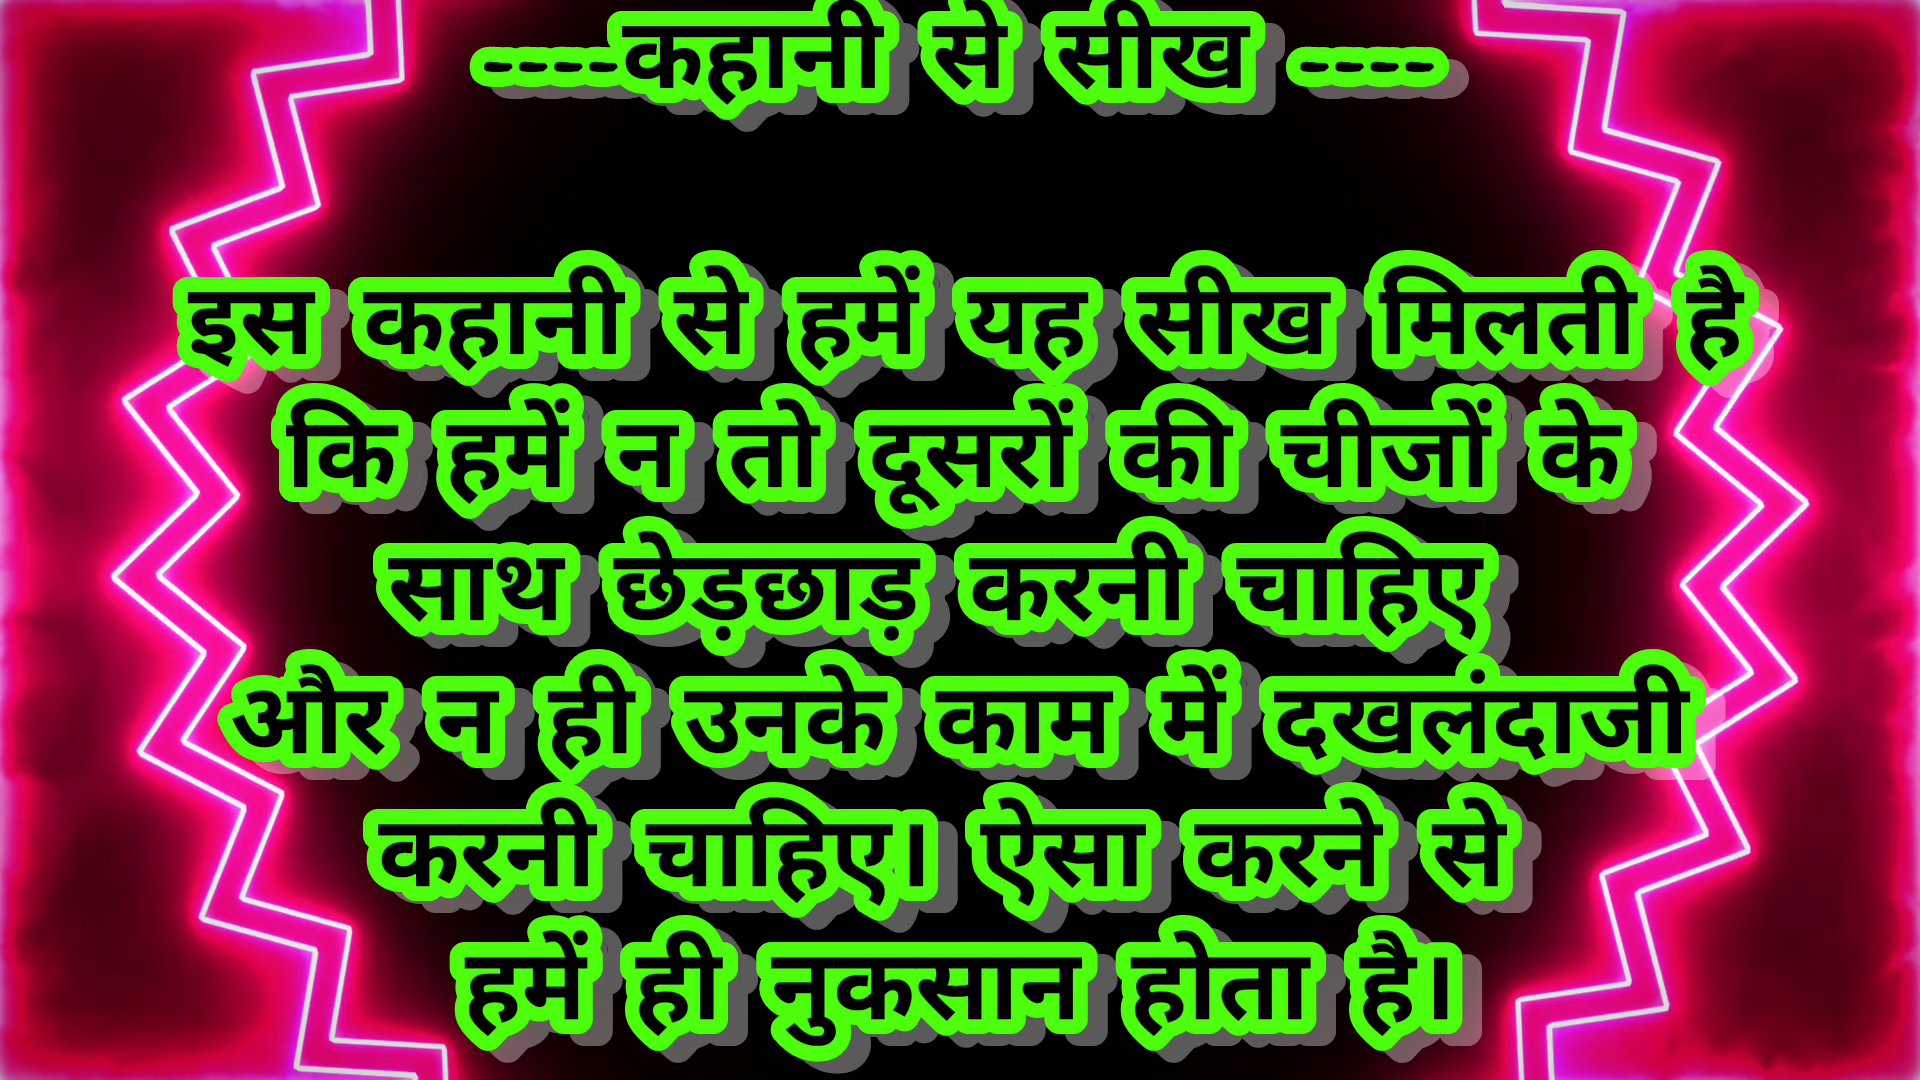 ----कहानी से सीख ----
इस कहानी से हमें यह सीख मिलती है
कि हमें न तो दूसरों की चीजों के
साथ छेड़छाड़ करनी चाहिए
और न ही उनके काम में दखलंदाजी
करनी चाहिए। ऐसा करने से
हमें ही नुकसान होता है।